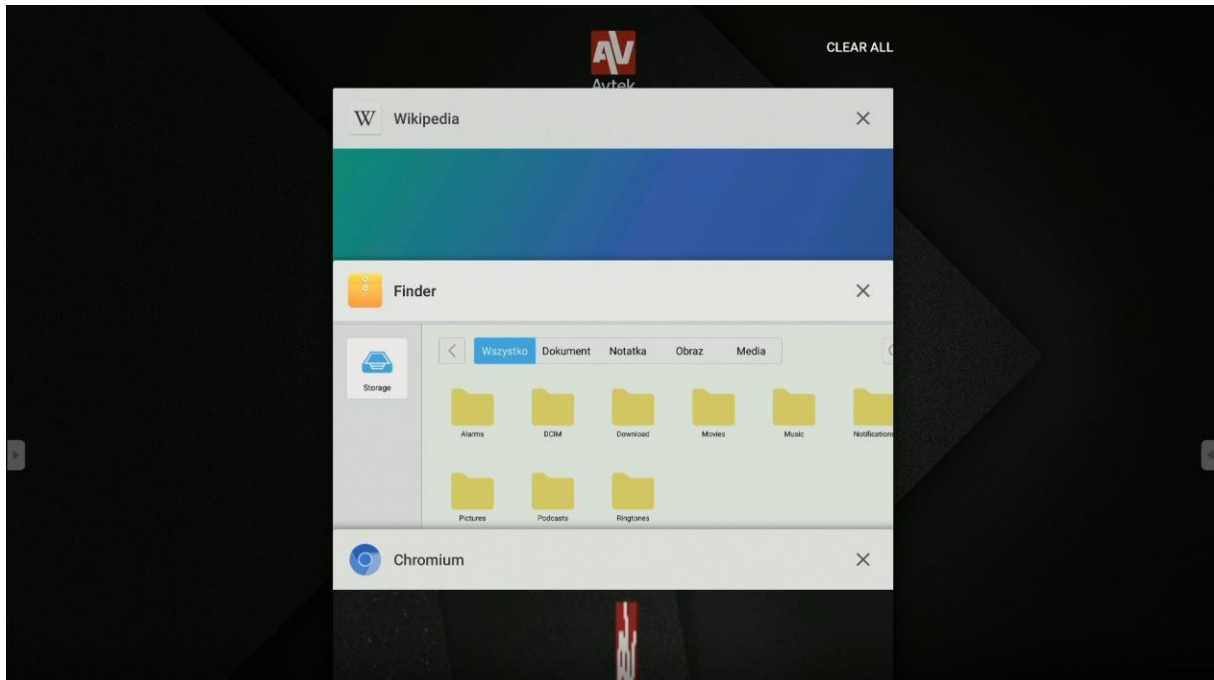 AV
CLEAR ALL
Avtek
W Wikipedia
Finder
Wszystko Dokument Notatka Obraz Media
Storage
Alarms DCIM Download Movies Music Notifications
Pictures Podcasts Ringtones
Chromium